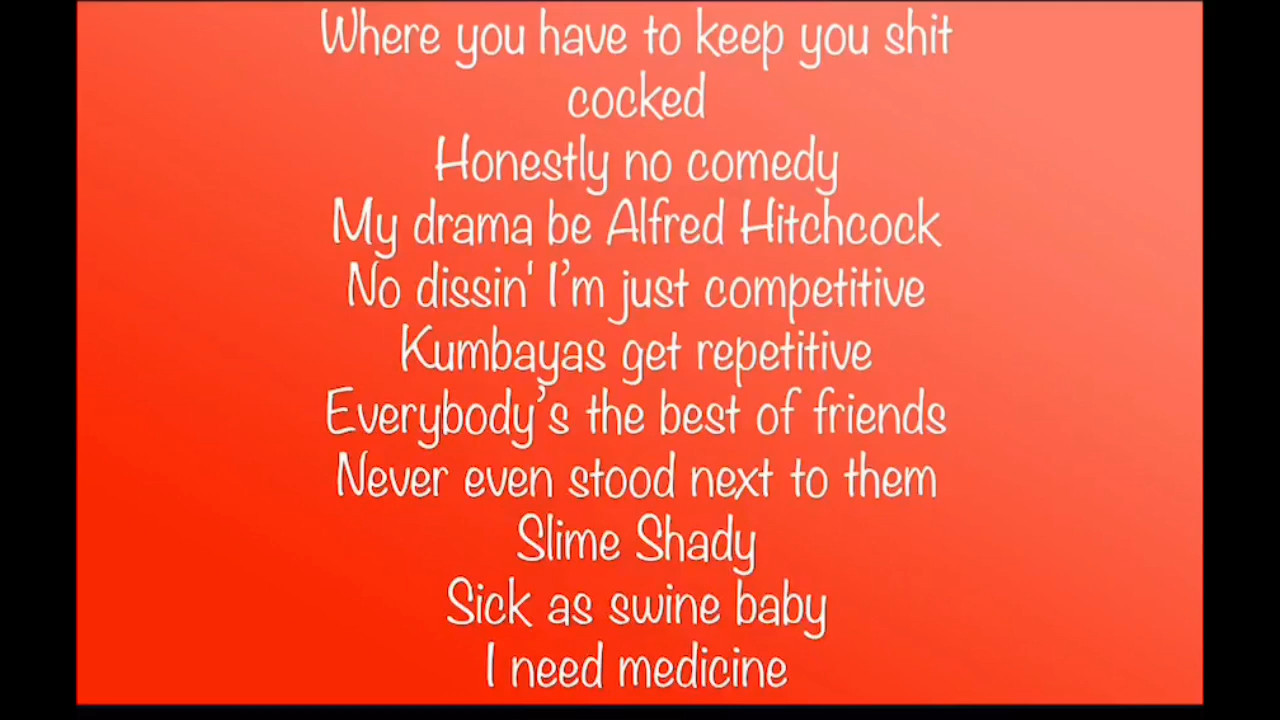 Where you have to keep you shit
cocked
Honestly no comedy
My drama be Alfred Hitchcock
No dissin' I'm just competitive
Kumbayas get repetitive
Everybody's the best of friends
Never even stood next to them
Slime Shady
Sick as swine baby
I need medicine